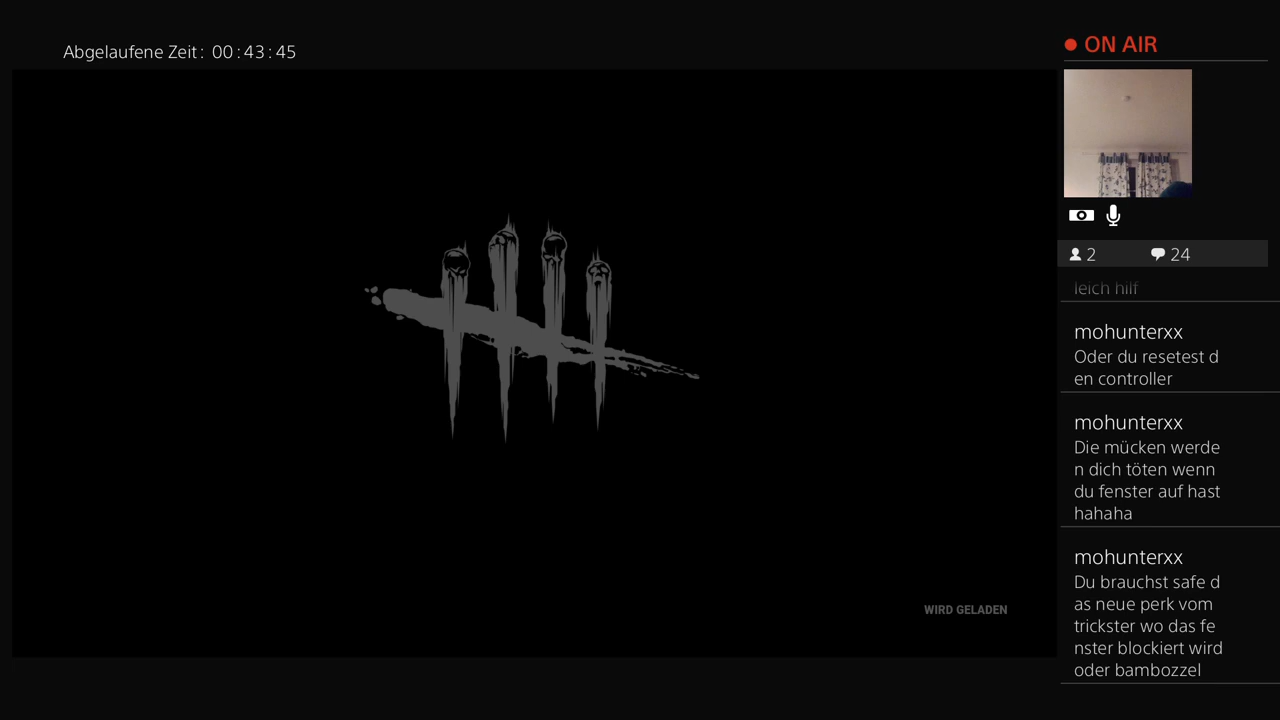 Abgelaufene Zeit: 00:43:45
ON AIR
2 24
leich hilf
mohunterxx
Oder du resetest d
en controller
mohunterxx
Die mücken werde
n dich töten wenn
du fenster auf hast
hahaha
mohunterxx
Du brauchst safe d
as neue perk vom
trickster wo das fe
nster blockiert wird
oder bambozzel
WIRD GELADEN